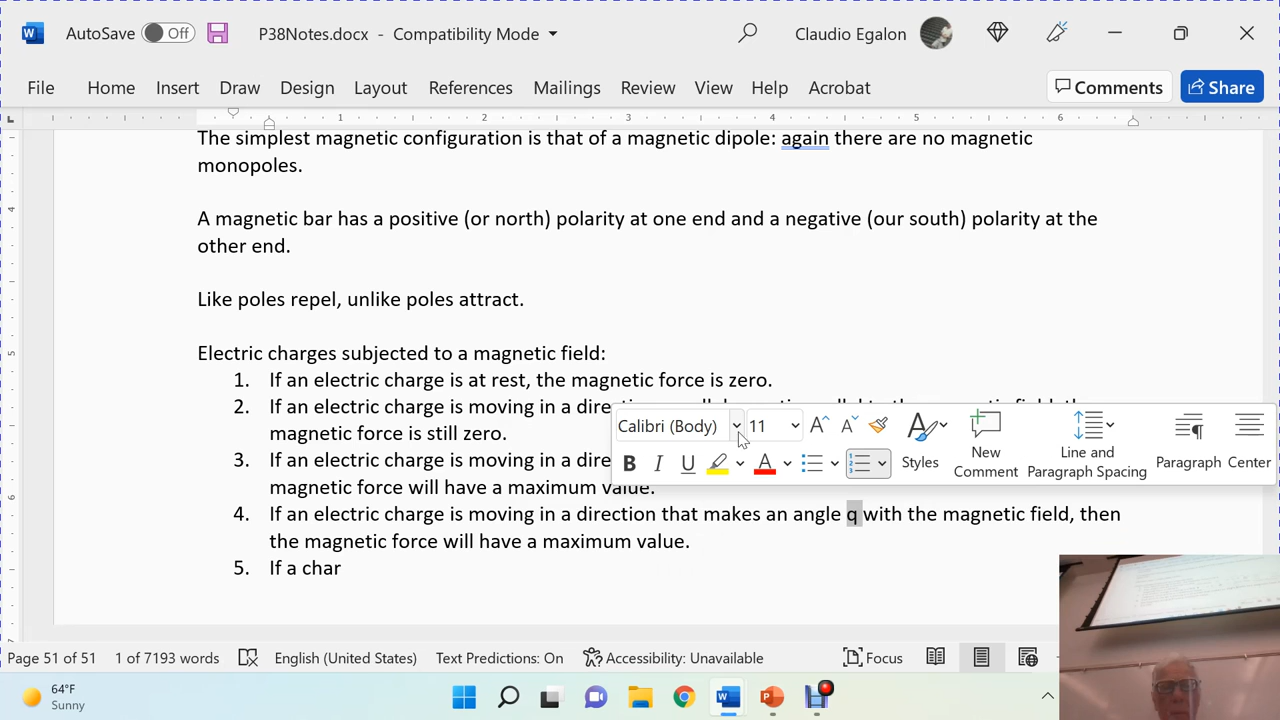 AutoSave Off P38Notes.docx - Compatibility Mode Claudio Egalon
File Home Insert Draw Design Layout References Mailings Review View Help Acrobat Comments Share
1 2 3 4 5 6
The simplest magnetic configuration is that of a magnetic dipole: again there are no magnetic
monopoles.
4
A magnetic bar has a positive (or north) polarity at one end and a negative (our south) polarity at the
other end.
Like poles repel, unlike poles attract.
5
Electric charges subjected to a magnetic field:
1. If an electric charge is at rest, the magnetic force is zero.
2. If an electric charge is moving in a
magnetic force is still zero.
Calibri (Body) 11
Styles New Comment Line and Paragraph Spacing Paragraph Center
B I U A
3. If an electric charge is moving in a
magnetic force will have a maximum value.
4. If an electric charge is moving in a direction that makes an angle q with the magnetic field, then
the magnetic force will have a maximum value.
5. If a char
Page 51 of 51 1 of 7193 words English (United States) Text Predictions: On Accessibility: Unavailable Focus
64°F
Sunny